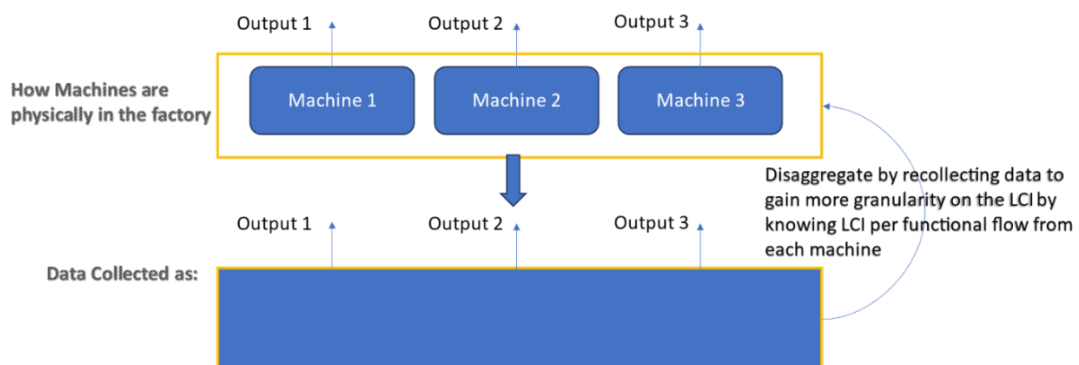 Output 1
Output 2
Output 3
How Machines are
physically in the factory
Machine 1
Machine 2
Machine 3
Disaggregate by recollecting data to
gain more granularity on the LCI by
knowing LCI per functional flow from
each machine
Output 1
Output 2
Output 3
Data Collected as: